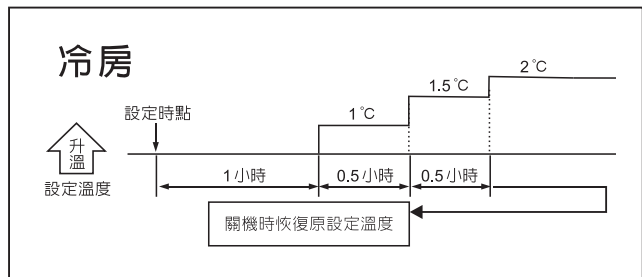 冷房
2℃
1.5℃
1℃
設定時點
升溫
設定溫度
1小時
0.5小時
0.5小時
關機時恢復原設定溫度